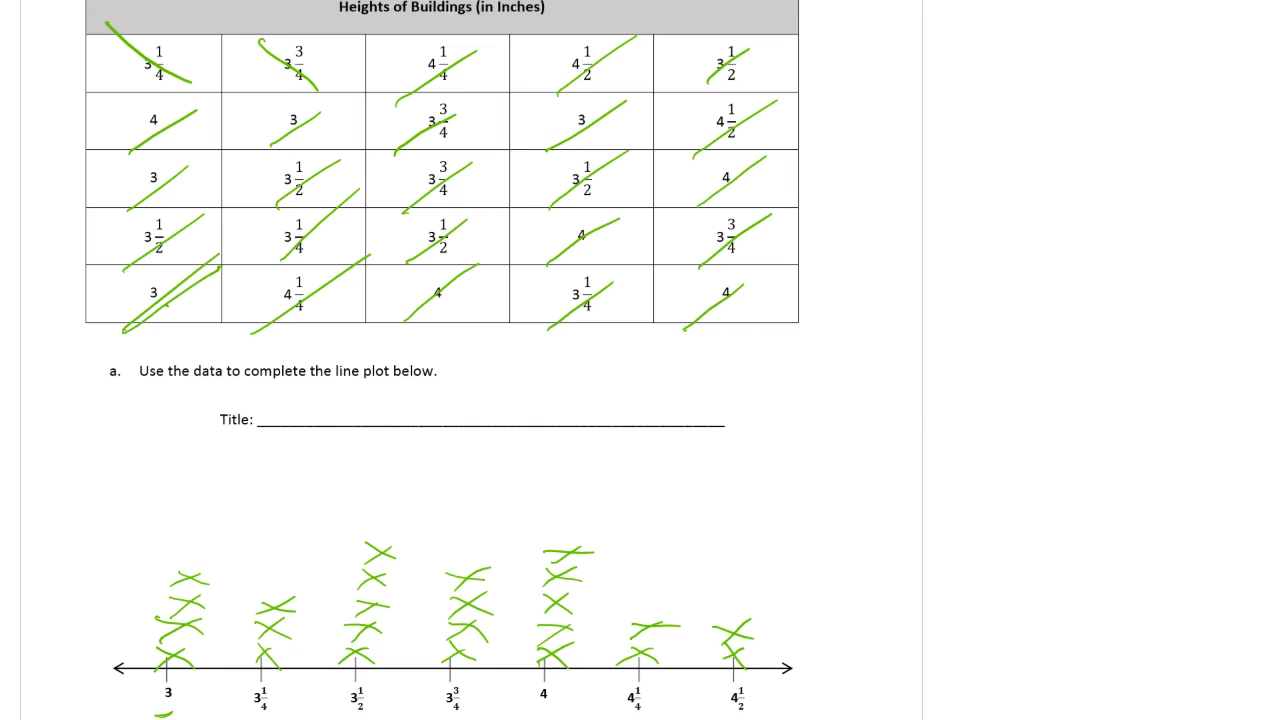 Heights of Buildings (in Inches)
3 1/4 3 3/4 4 1/4 4 1/2 3 1/2
4 3 3 3/4 3 4 1/2
3 3 1/2 3 3/4 3 1/2 4
3 1/2 3 1/4 3 1/2 4 3 3/4
3 4 1/4 4 3 1/4 4
a. Use the data to complete the line plot below.
Title: ______________________________________________________
X X X X X X X X X X X X X X X X X X X X X X X X X
3 3 1/4 3 1/2 3 3/4 4 4 1/4 4 1/2